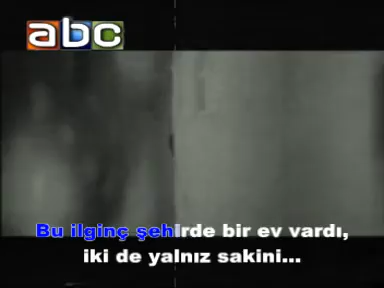 abc
Bu ilginç şehirde bir ev vardı,
iki de yalnız sakini...